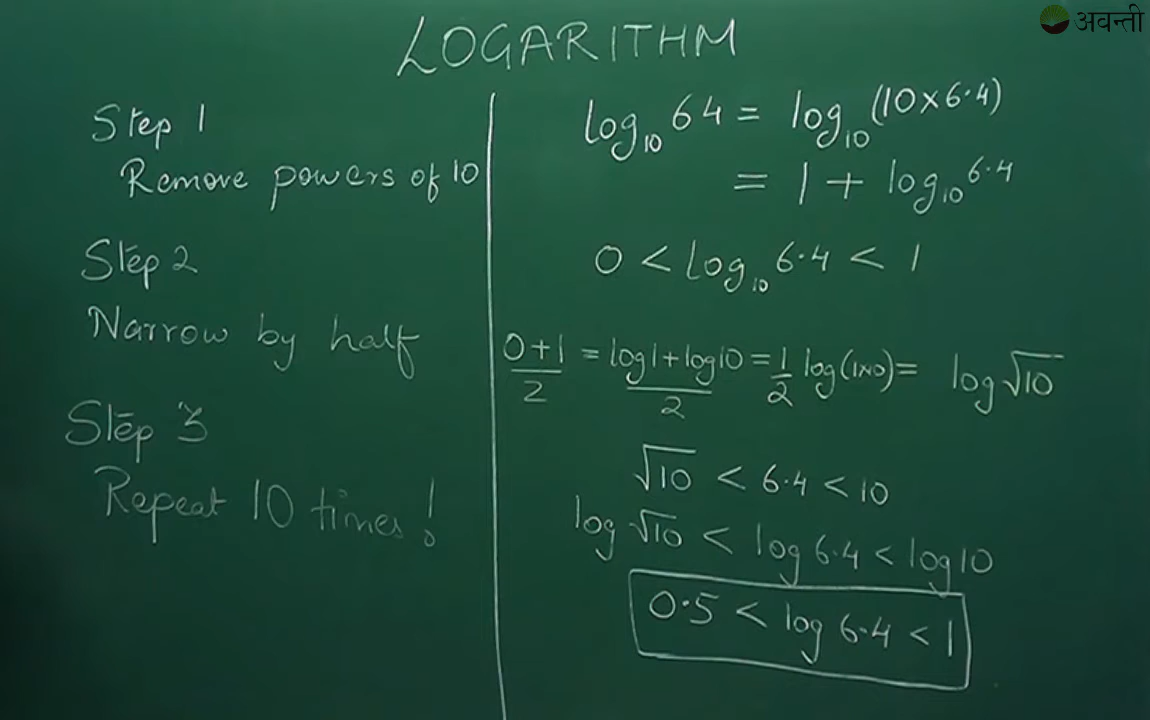 अवन्ती
LOGARITHM
Step 1
Remove powers of 10
Step 2
Narrow by half
Step 3
Repeat 10 times!
log₁₀ 64 = log₁₀ (10×6.4)
= 1 + log₁₀ 6.4
0 < log₁₀ 6.4 < 1
(0+1)/2 = (log1+log10)/2 = 1/2 log(1×10) = log√10
√10 < 6.4 < 10
log √10 < log 6.4 < log 10
0.5 < log 6.4 < 1